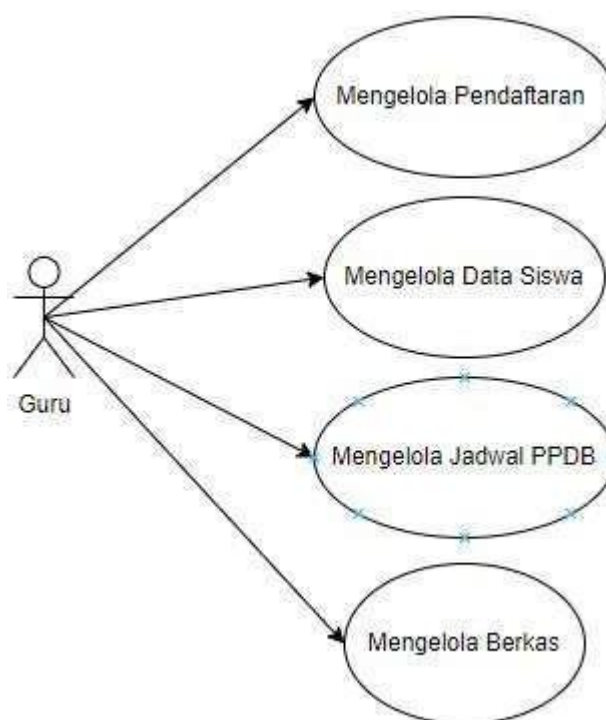 Mengelola Pendaftaran
Mengelola Data Siswa
Guru
Mengelola Jadwal PPDB
Mengelola Berkas